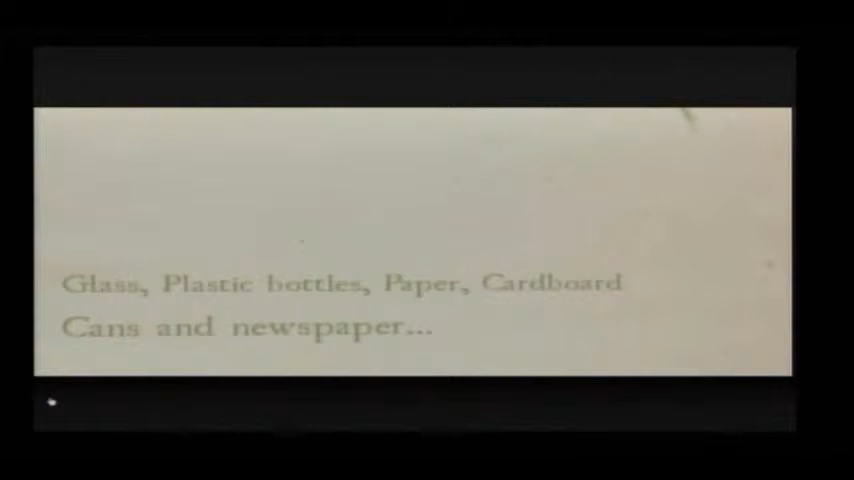 Glass, Plastic bottles, Paper, Cardboard
Cans and newspaper...